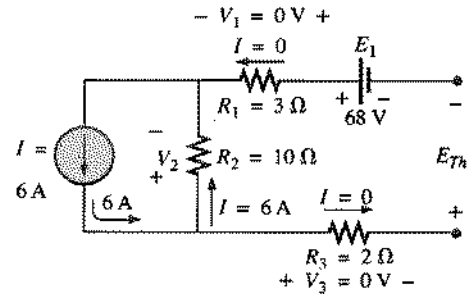 − V₁ = 0 V +
I = 0
E₁
R₁ = 3 Ω
+ −
68 V
−
I =
6 A
−
V₂
+
R₂ = 10 Ω
E_Th
6 A
I = 6 A
I = 0
+
R₃ = 2 Ω
+ V₃ = 0 V −